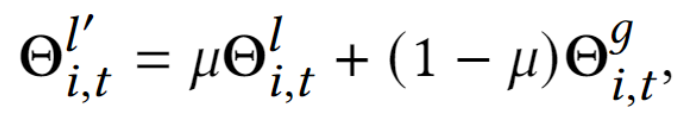 Θ_{i,t}^{l'} = μΘ_{i,t}^{l} + (1 − μ)Θ_{i,t}^{g},